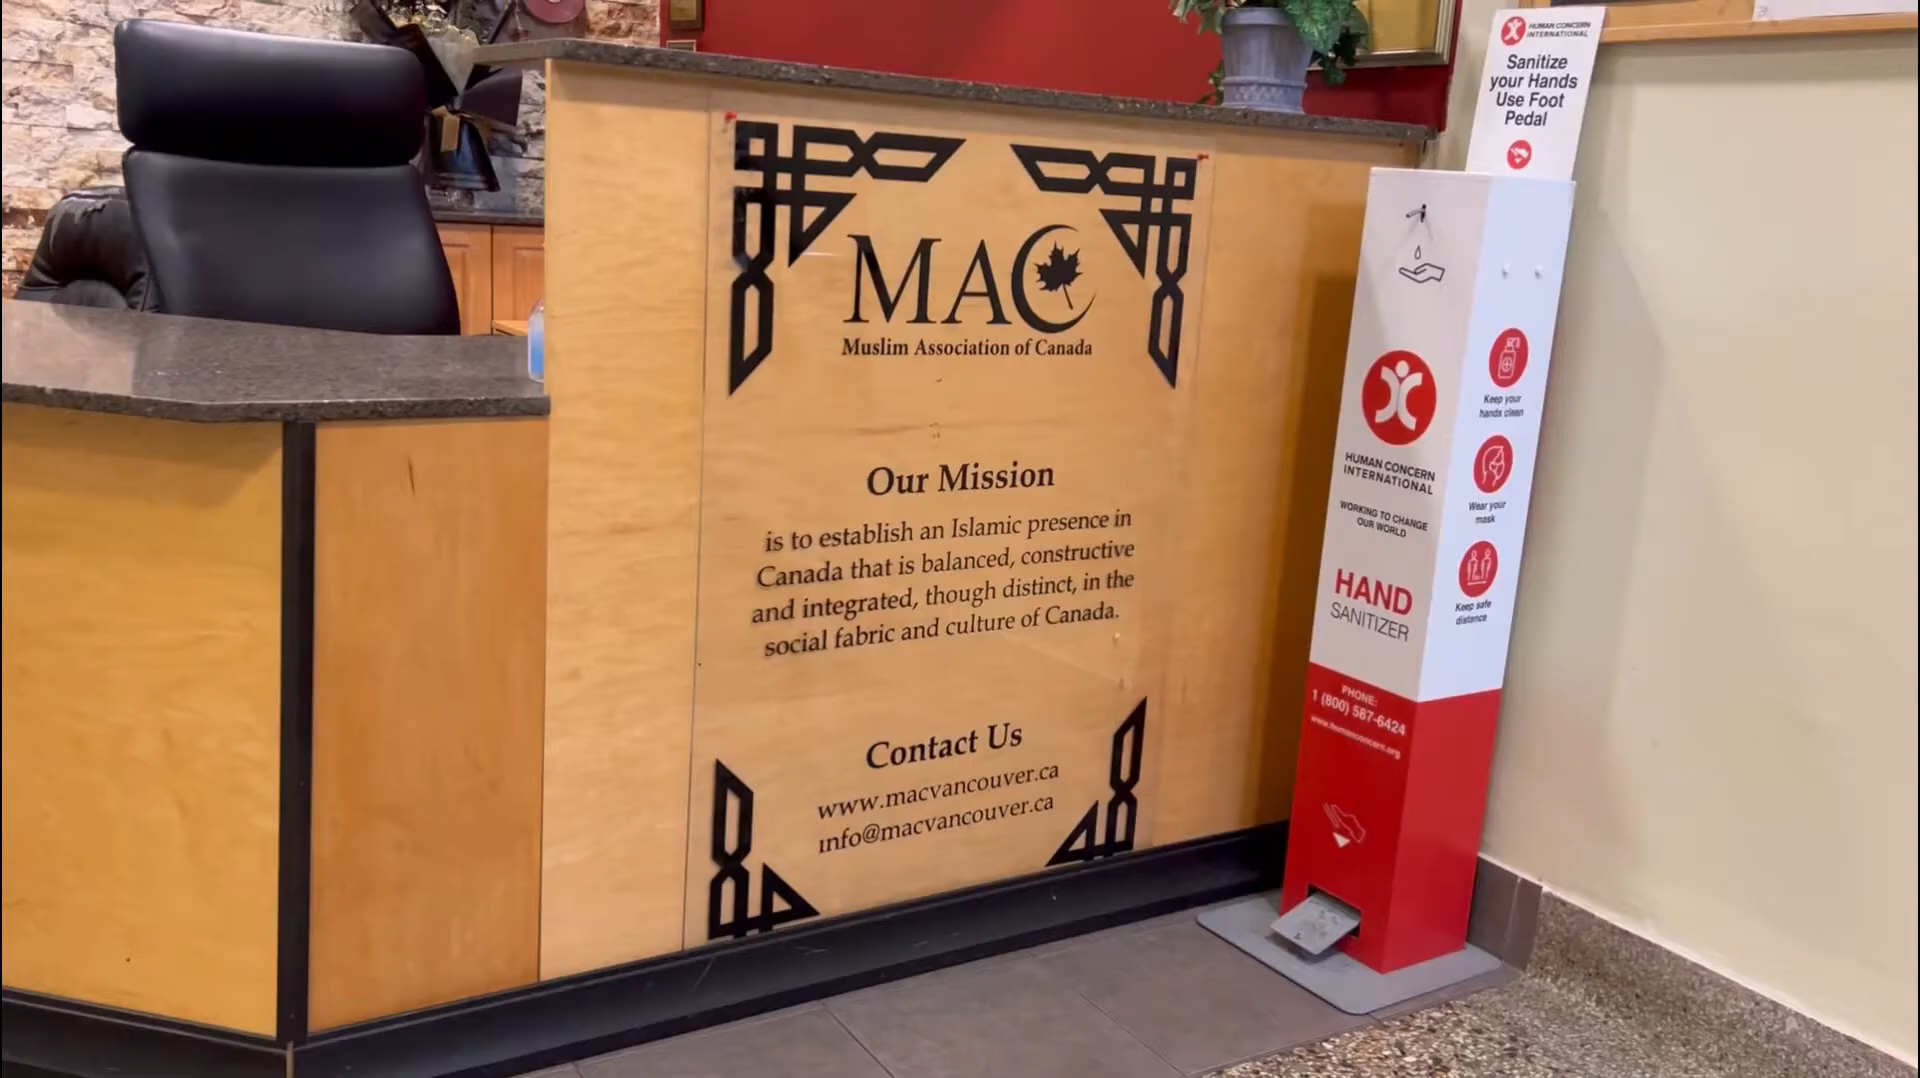 MAC
Muslim Association of Canada
Our Mission
is to establish an Islamic presence in
Canada that is balanced, constructive
and integrated, though distinct, in the
social fabric and culture of Canada.
Contact Us
www.macvancouver.ca
info@macvancouver.ca
HUMAN CONCERN
INTERNATIONAL
Sanitize
your Hands
Use Foot
Pedal
HUMAN CONCERN
INTERNATIONAL
WORKING TO CHANGE
OUR WORLD
HAND
SANITIZER
PHONE:
1 (800) 587-6424
www.humanconcern.org
Keep your
hands clean
Wear your
mask
Keep safe
distance